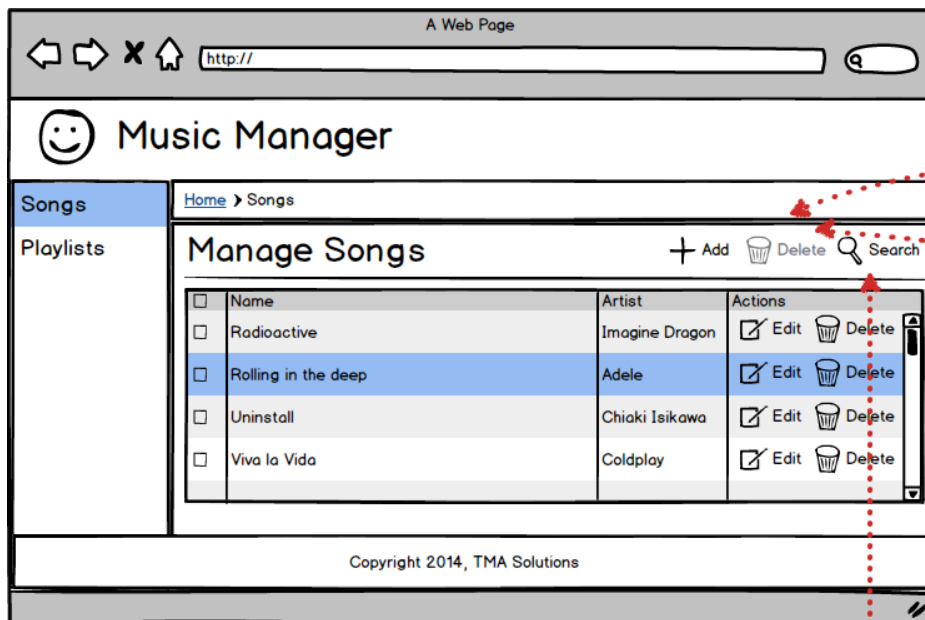 A Web Page
http://
Music Manager
Songs
Playlists
Home > Songs
Manage Songs
Add
Delete
Search
Name Artist Actions
Radioactive Imagine Dragon Edit Delete
Rolling in the deep Adele Edit Delete
Uninstall Chiaki Isikawa Edit Delete
Viva la Vida Coldplay Edit Delete
Copyright 2014, TMA Solutions